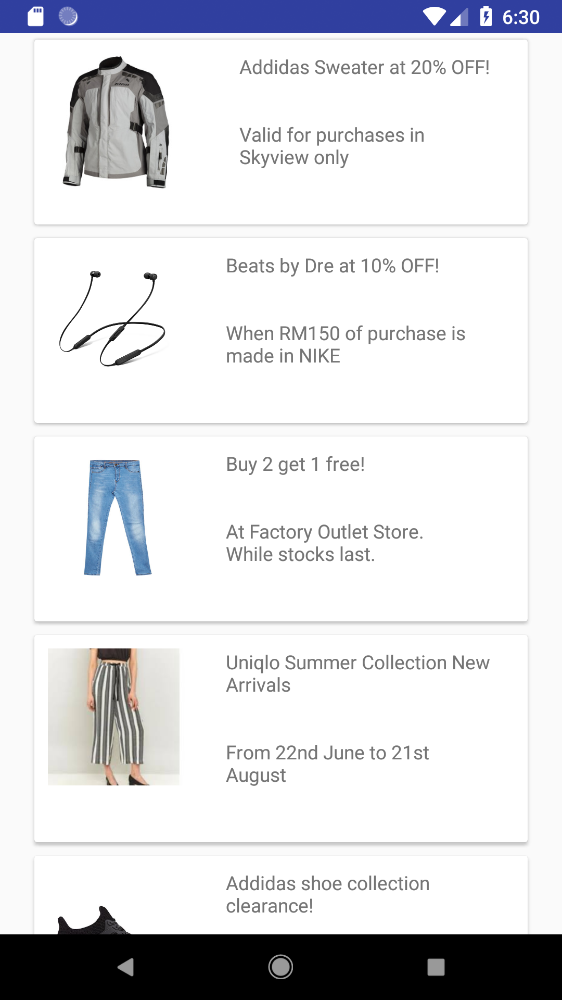 6:30
Addidas Sweater at 20% OFF!
Valid for purchases in
Skyview only
Beats by Dre at 10% OFF!
When RM150 of purchase is
made in NIKE
Buy 2 get 1 free!
At Factory Outlet Store.
While stocks last.
Uniqlo Summer Collection New
Arrivals
From 22nd June to 21st
August
Addidas shoe collection
clearance!